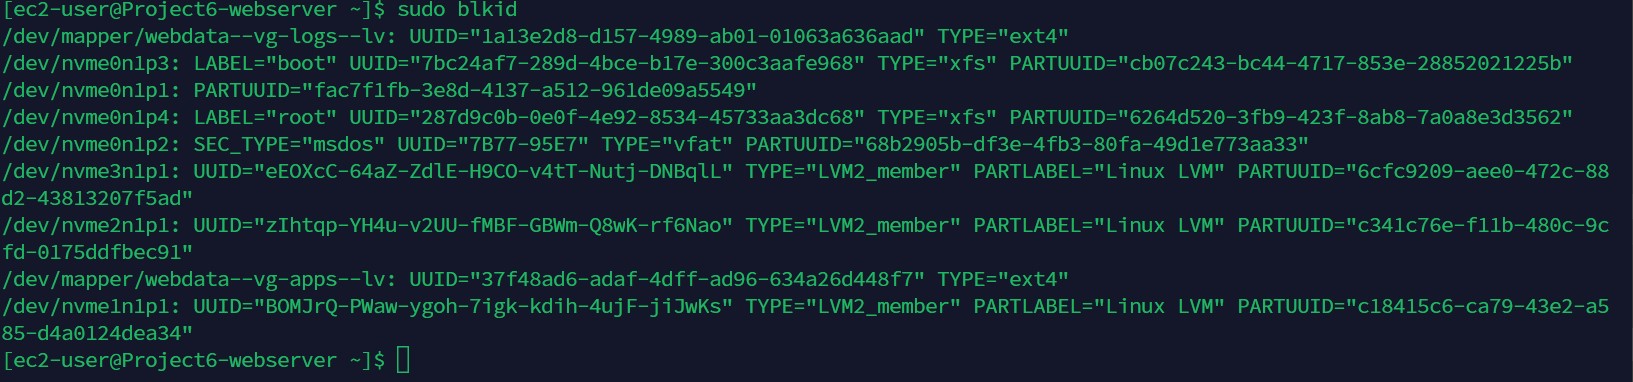 [ec2-user@Project6-webserver ~]$ sudo blkid
/dev/mapper/webdata--vg-logs--lv: UUID="1a13e2d8-d157-4989-ab01-01063a636aad" TYPE="ext4"
/dev/nvme0n1p3: LABEL="boot" UUID="7bc24af7-289d-4bce-b17e-300c3aafe968" TYPE="xfs" PARTUUID="cb07c243-bc44-4717-853e-28852021225b"
/dev/nvme0n1p1: PARTUUID="fac7f1fb-3e8d-4137-a512-961de09a5549"
/dev/nvme0n1p4: LABEL="root" UUID="287d9c0b-0e0f-4e92-8534-45733aa3dc68" TYPE="xfs" PARTUUID="6264d520-3fb9-423f-8ab8-7a0a8e3d3562"
/dev/nvme0n1p2: SEC_TYPE="msdos" UUID="7B77-95E7" TYPE="vfat" PARTUUID="68b2905b-df3e-4fb3-80fa-49d1e773aa33"
/dev/nvme3n1p1: UUID="eEOXcC-64aZ-ZdlE-H9CO-v4tT-Nutj-DNBqlL" TYPE="LVM2_member" PARTLABEL="Linux LVM" PARTUUID="6cfc9209-aee0-472c-88
d2-43813207f5ad"
/dev/nvme2n1p1: UUID="zIhtqp-YH4u-v2UU-fMBF-GBWm-Q8wK-rf6Nao" TYPE="LVM2_member" PARTLABEL="Linux LVM" PARTUUID="c341c76e-f11b-480c-9c
fd-0175ddfbec91"
/dev/mapper/webdata--vg-apps--lv: UUID="37f48ad6-adaf-4dff-ad96-634a26d448f7" TYPE="ext4"
/dev/nvme1n1p1: UUID="BOMJrQ-PWaw-ygoh-7igk-kdih-4ujF-jiJwKs" TYPE="LVM2_member" PARTLABEL="Linux LVM" PARTUUID="c18415c6-ca79-43e2-a5
85-d4a0124dea34"
[ec2-user@Project6-webserver ~]$